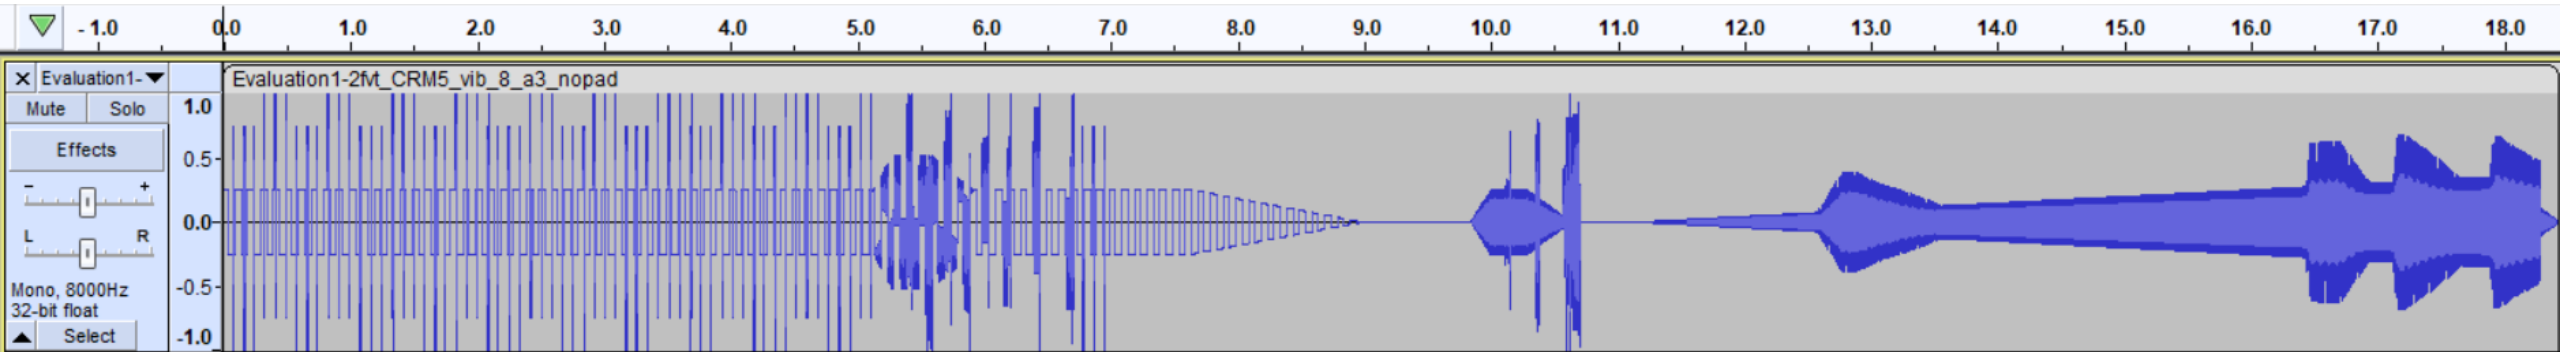 - 1.0 0.0 1.0 2.0 3.0 4.0 5.0 6.0 7.0 8.0 9.0 10.0 11.0 12.0 13.0 14.0 15.0 16.0 17.0 18.0
Evaluation1- Evaluation1-2fvt_CRM5_vib_8_a3_nopad
Mute Solo 1.0
Effects 0.5
- +
0.0
L R
Mono, 8000Hz -0.5
32-bit float
Select -1.0